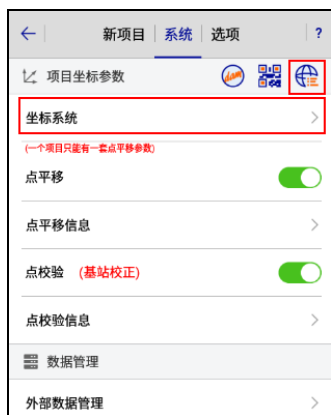 新项目 系统 选项 ?
项目坐标参数
坐标系统
(一个项目只能有一套点平移参数)
点平移
点平移信息
点校验 (基站校正)
点校验信息
数据管理
外部数据管理